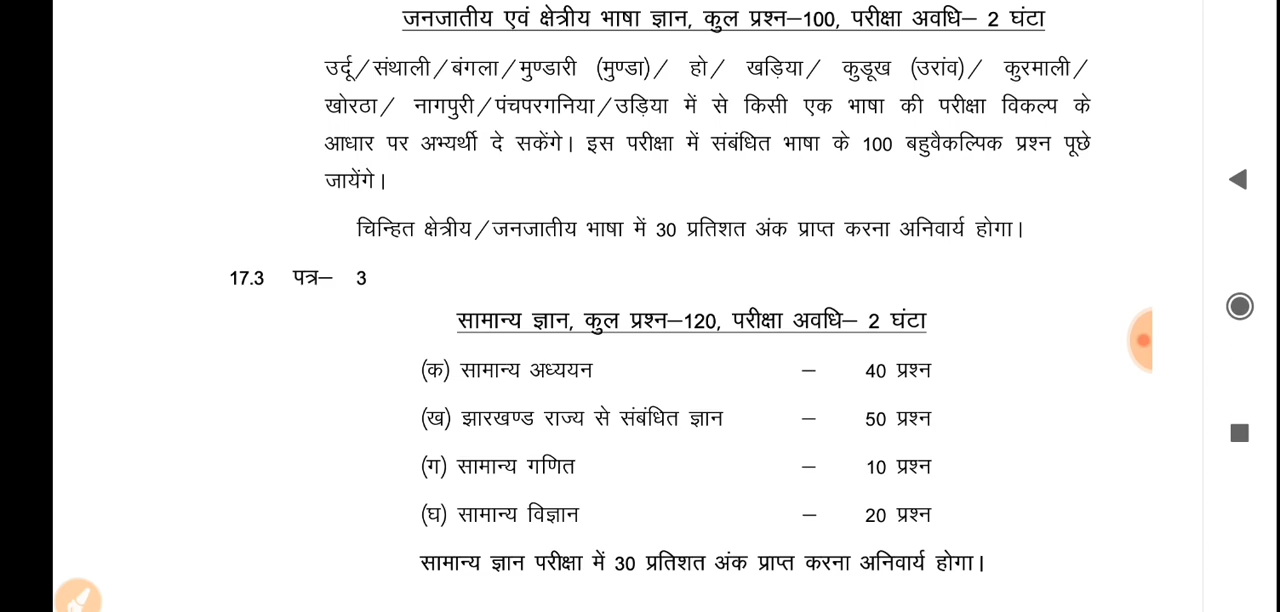 जनजातीय एवं क्षेत्रीय भाषा ज्ञान, कुल प्रश्न–100, परीक्षा अवधि– 2 घंटा
उर्दू/संथाली/बंगला/मुण्डारी (मुण्डा)/ हो/ खड़िया/ कुडूख (उरांव)/ कुरमाली/
खोरठा/ नागपुरी/पंचपरगनिया/उड़िया में से किसी एक भाषा की परीक्षा विकल्प के
आधार पर अभ्यर्थी दे सकेंगे। इस परीक्षा में संबंधित भाषा के 100 बहुवैकल्पिक प्रश्न पूछे
जायेंगे।
चिन्हित क्षेत्रीय/जनजातीय भाषा में 30 प्रतिशत अंक प्राप्त करना अनिवार्य होगा।
17.3 पत्र– 3
सामान्य ज्ञान, कुल प्रश्न–120, परीक्षा अवधि– 2 घंटा
(क) सामान्य अध्ययन – 40 प्रश्न
(ख) झारखण्ड राज्य से संबंधित ज्ञान – 50 प्रश्न
(ग) सामान्य गणित – 10 प्रश्न
(घ) सामान्य विज्ञान – 20 प्रश्न
सामान्य ज्ञान परीक्षा में 30 प्रतिशत अंक प्राप्त करना अनिवार्य होगा।